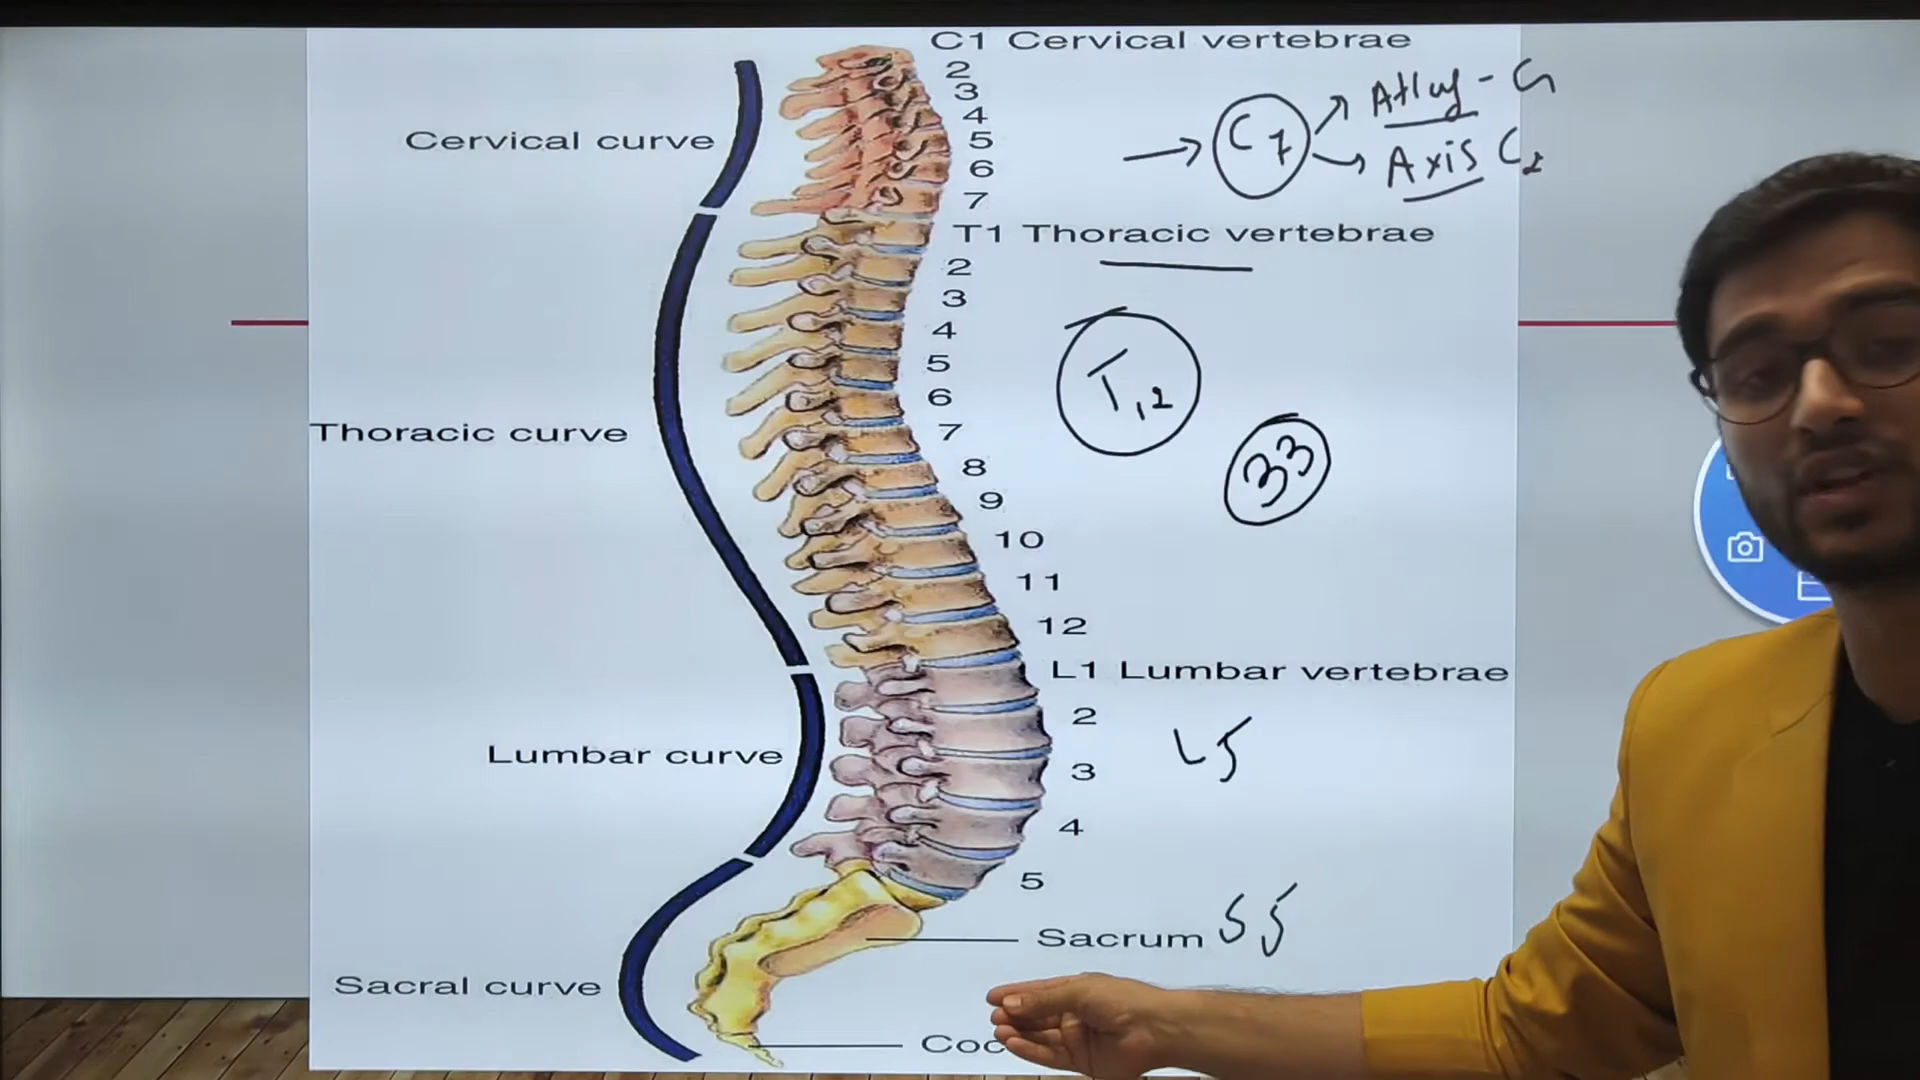 C1 Cervical vertebrae
2
3
4
5
6
7
Cervical curve
→ C7
Atlas - C1
Axis C2
T1 Thoracic vertebrae
2
3
4
5
6
7
8
9
10
11
12
T12
33
Thoracic curve
L1 Lumbar vertebrae
2
3
4
5
L5
Lumbar curve
Sacrum S5
Sacral curve
Coc